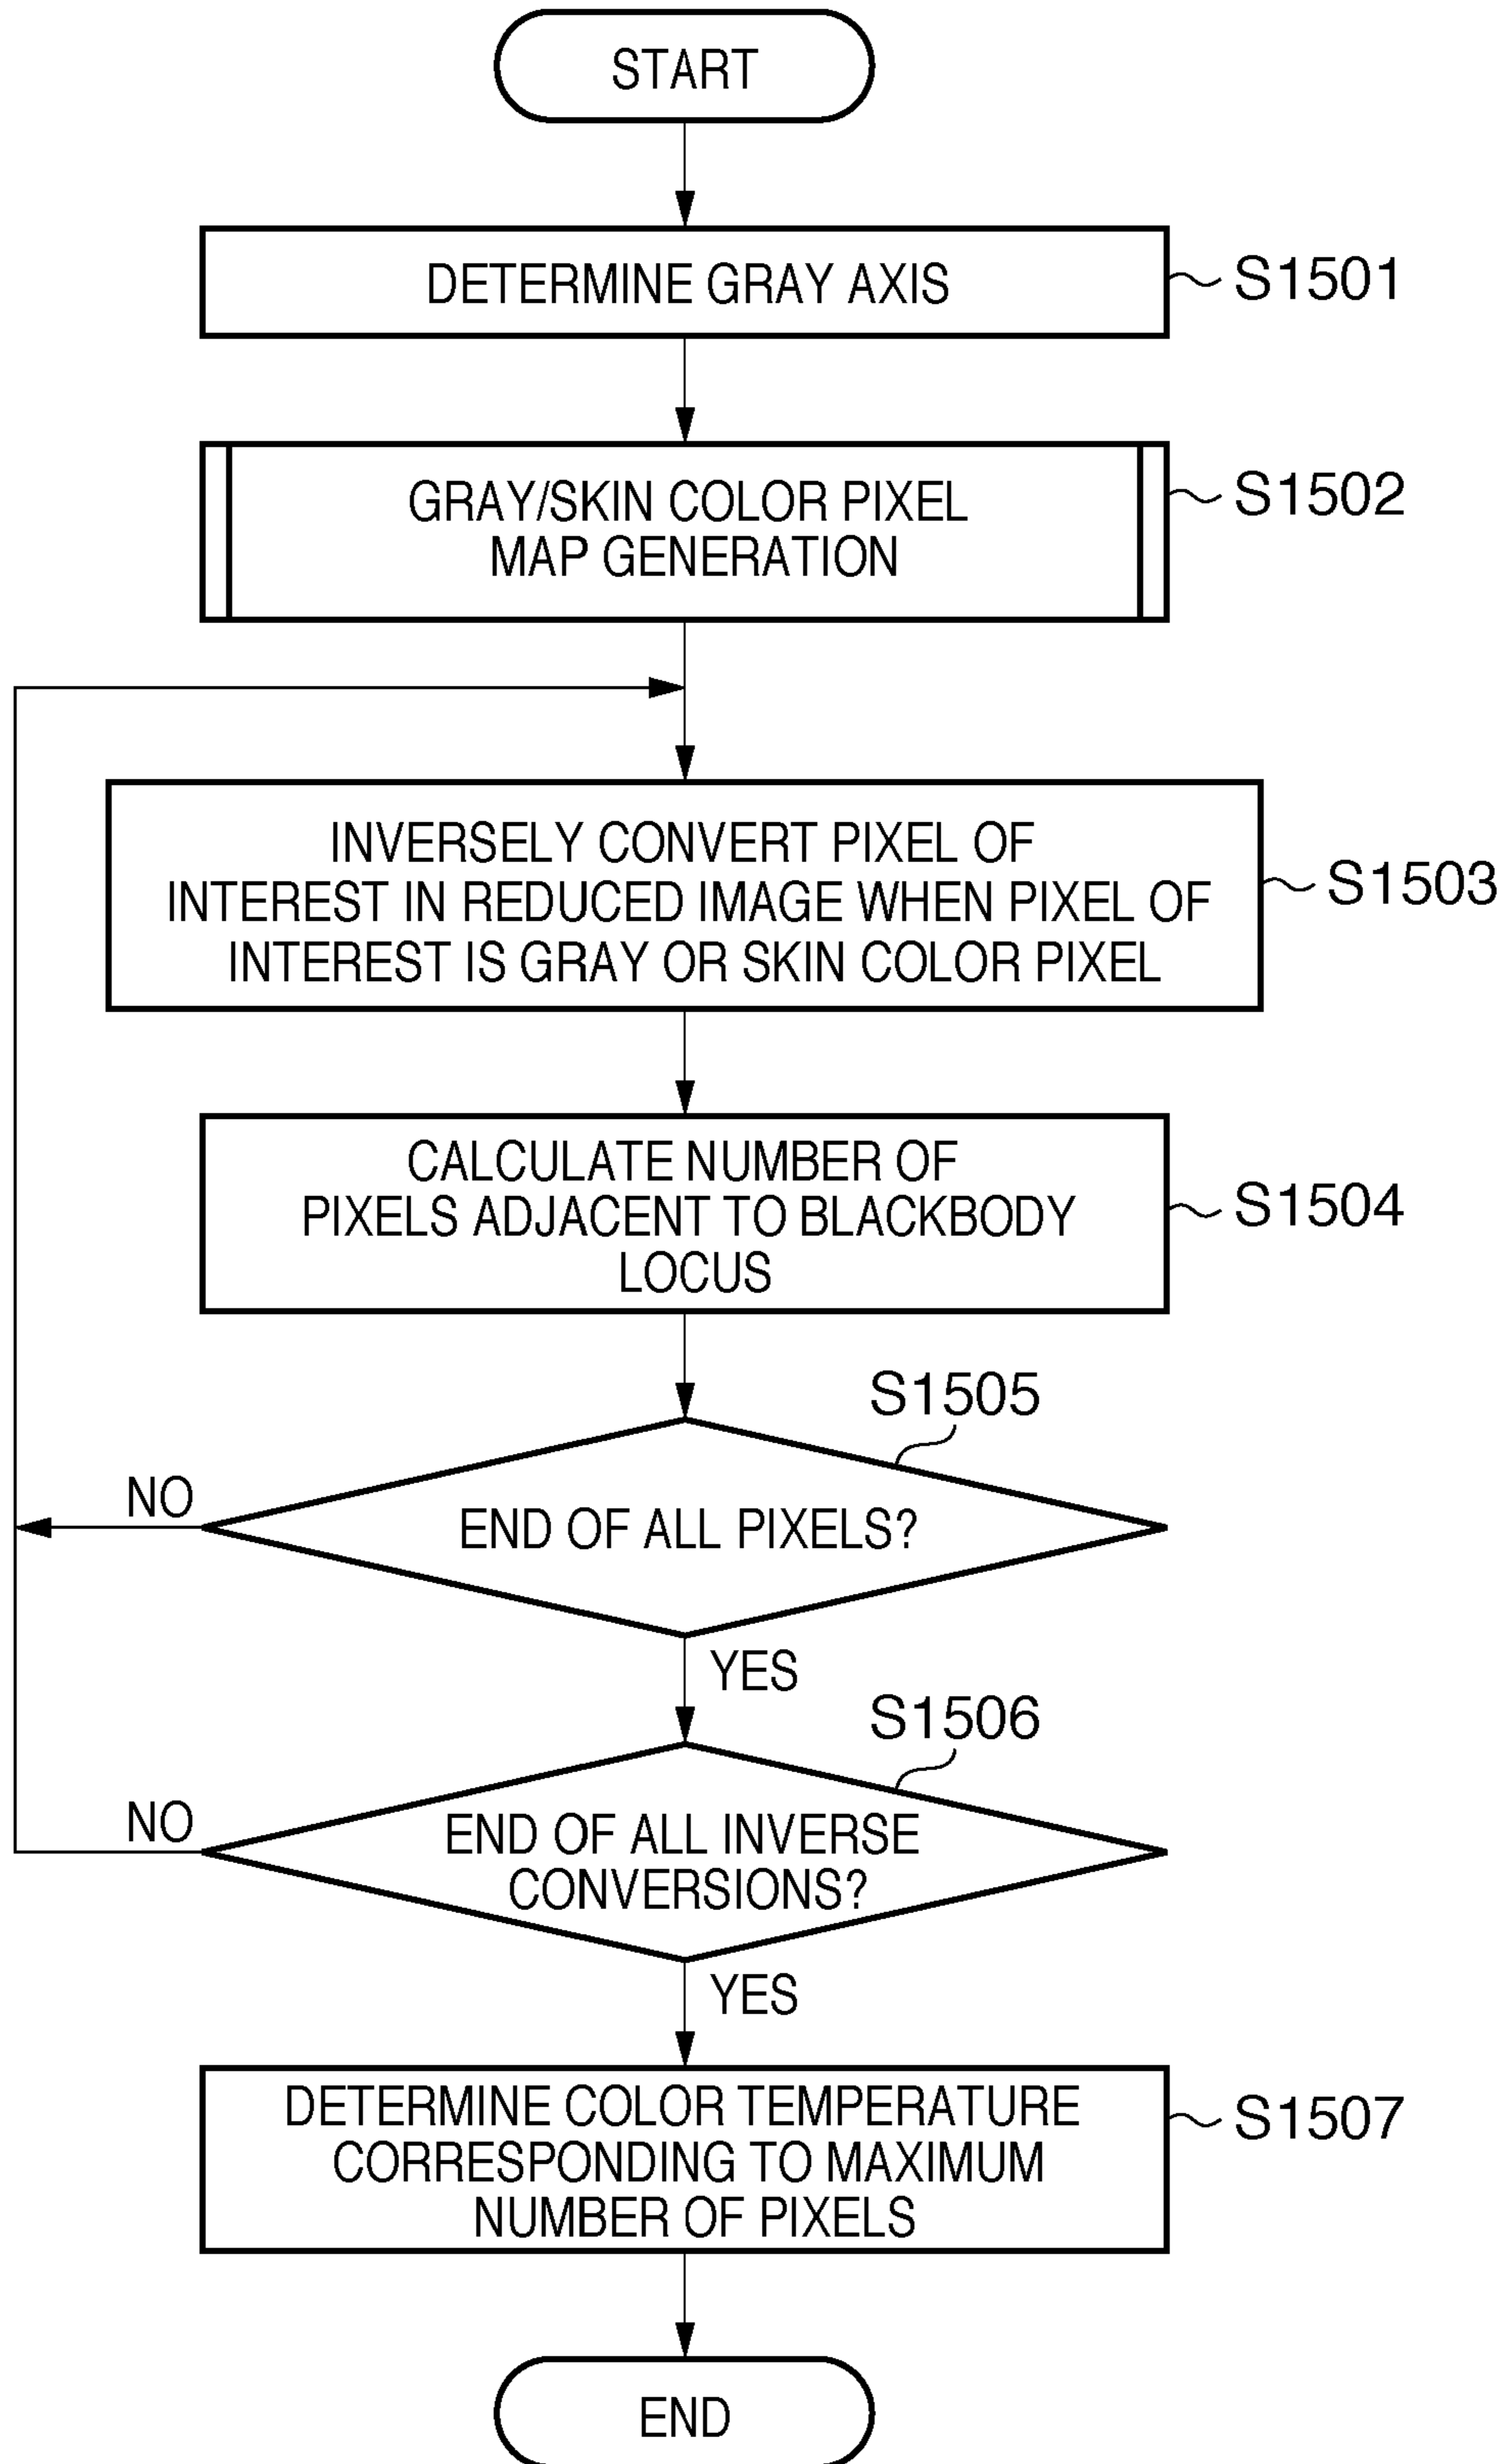 START
DETERMINE GRAY AXIS
S1501
GRAY/SKIN COLOR PIXEL
MAP GENERATION
S1502
INVERSELY CONVERT PIXEL OF
INTEREST IN REDUCED IMAGE WHEN PIXEL OF
INTEREST IS GRAY OR SKIN COLOR PIXEL
S1503
CALCULATE NUMBER OF
PIXELS ADJACENT TO BLACKBODY
LOCUS
S1504
S1505
NO
END OF ALL PIXELS?
YES
S1506
NO
END OF ALL INVERSE
CONVERSIONS?
YES
DETERMINE COLOR TEMPERATURE
CORRESPONDING TO MAXIMUM
NUMBER OF PIXELS
S1507
END